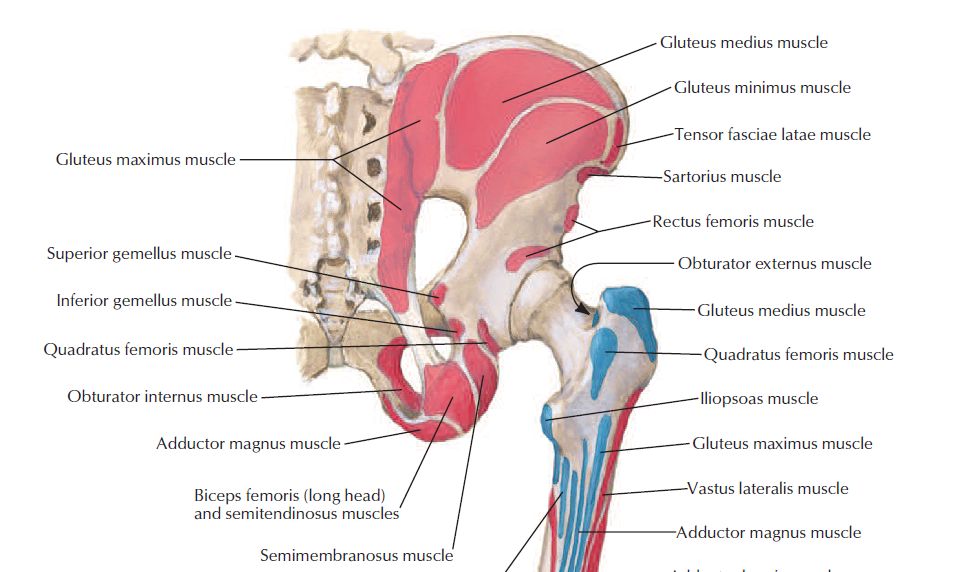 Gluteus medius muscle
Gluteus minimus muscle
Tensor fasciae latae muscle
Gluteus maximus muscle
Sartorius muscle
Rectus femoris muscle
Superior gemellus muscle
Obturator externus muscle
Inferior gemellus muscle
Gluteus medius muscle
Quadratus femoris muscle
Quadratus femoris muscle
Obturator internus muscle
Iliopsoas muscle
Adductor magnus muscle
Gluteus maximus muscle
Biceps femoris (long head)
and semitendinosus muscles
Vastus lateralis muscle
Adductor magnus muscle
Semimembranosus muscle